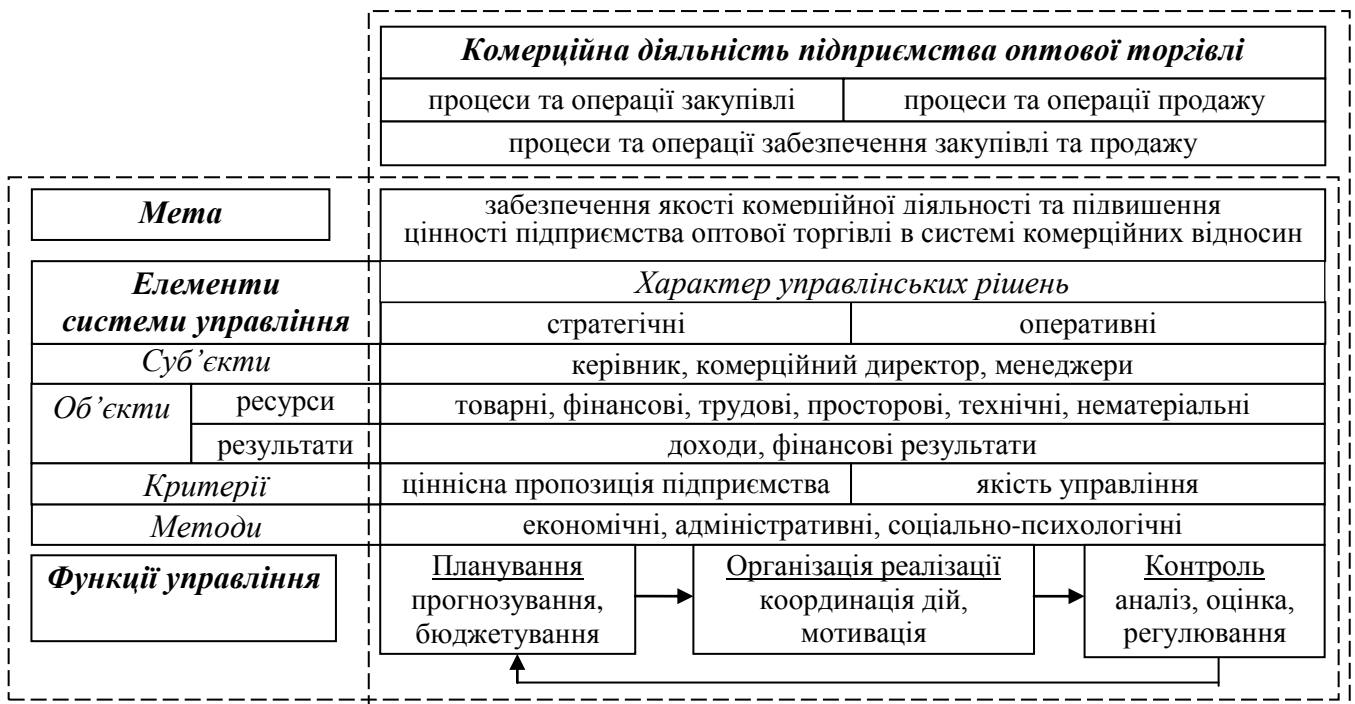 Комерційна діяльність підприємства оптової торгівлі
процеси та операції закупівлі
процеси та операції продажу
процеси та операції забезпечення закупівлі та продажу
Мета
забезпечення якості комерційної діяльності та підвищення
цінності підприємства оптової торгівлі в системі комерційних відносин
Елементи
системи управління
Характер управлінських рішень
стратегічні
оперативні
Суб’єкти
керівник, комерційний директор, менеджери
Об’єкти
ресурси
товарні, фінансові, трудові, просторові, технічні, нематеріальні
результати
доходи, фінансові результати
Критерії
ціннісна пропозиція підприємства
якість управління
Методи
економічні, адміністративні, соціально-психологічні
Функції управління
Планування
прогнозування,
бюджетування
Організація реалізації
координація дій,
мотивація
Контроль
аналіз, оцінка,
регулювання